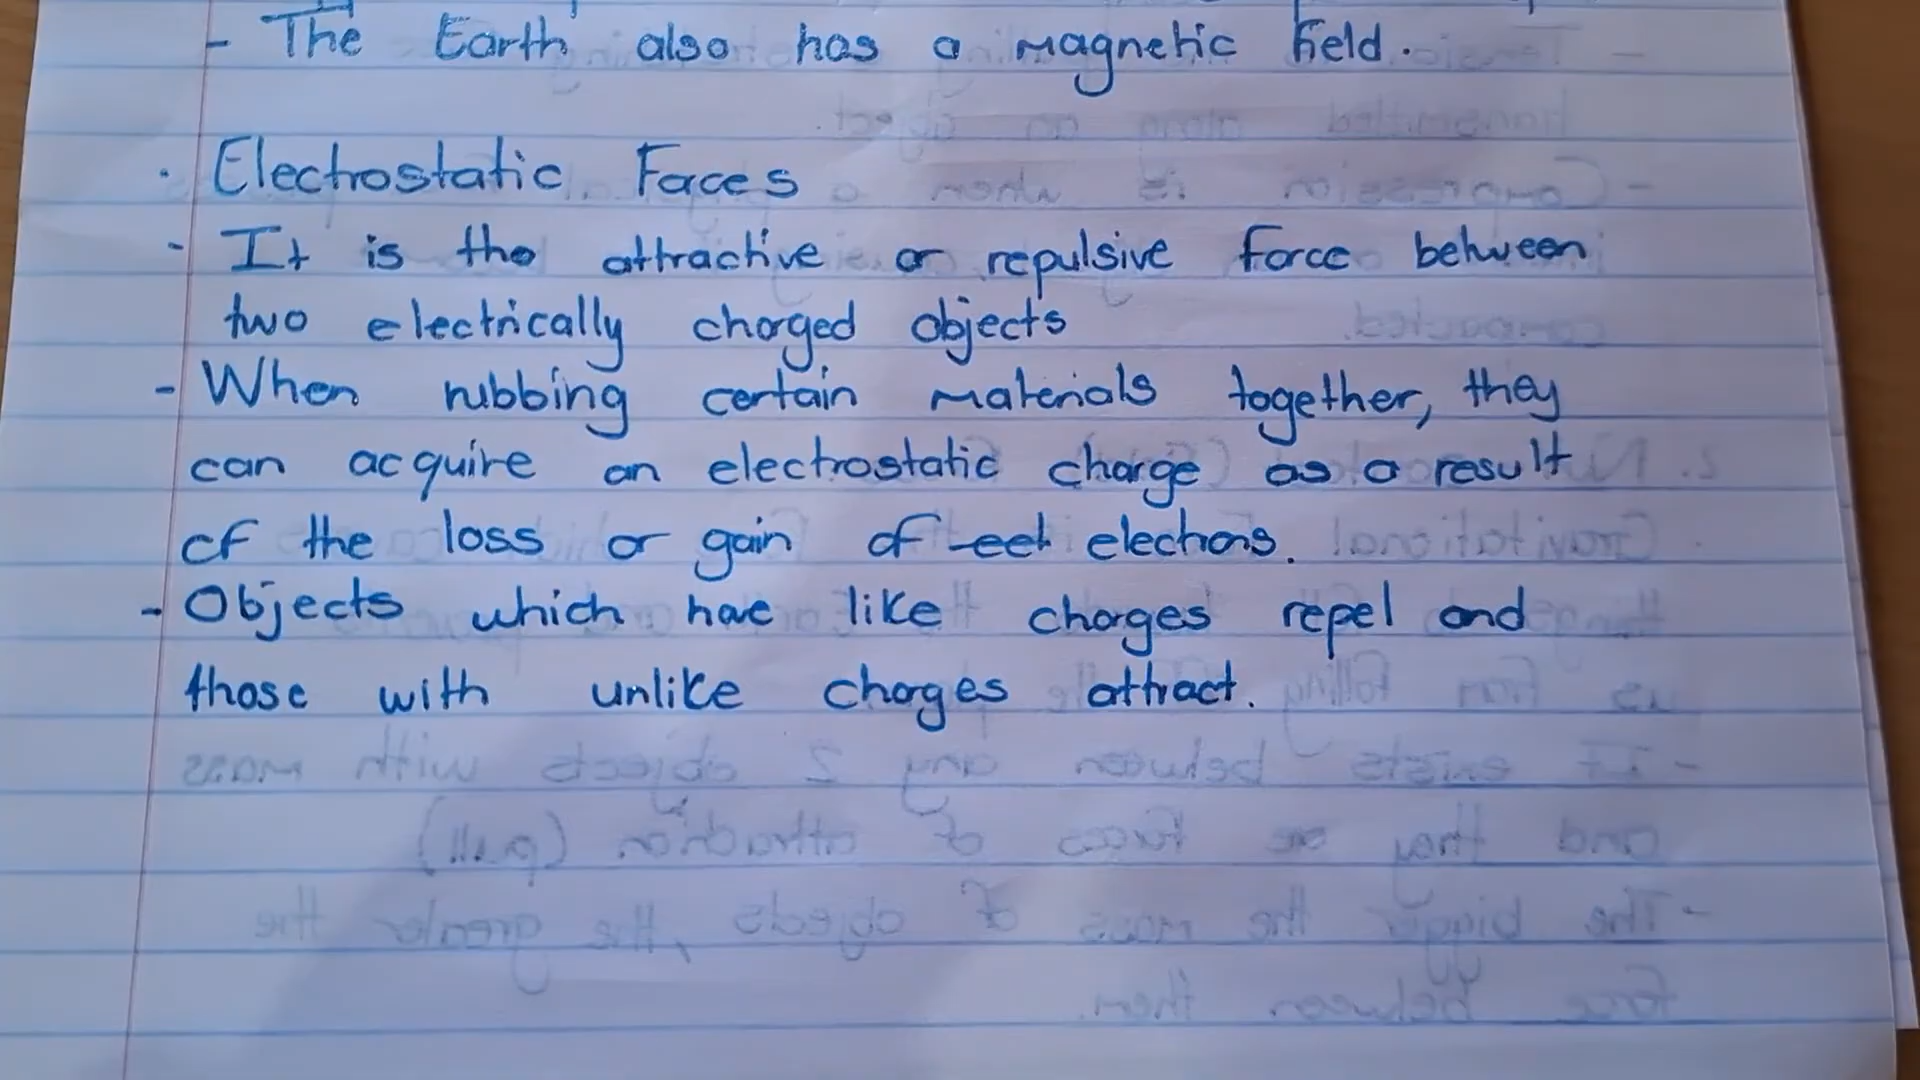 - The Earth also has a magnetic field.
· Electrostatic Forces
- It is the attractive or repulsive force between
two electrically charged objects
- When rubbing certain materials together, they
can acquire an electrostatic charge as a result
of the loss or gain of eel electrons.
- Objects which have like charges repel and
those with unlike charges attract.